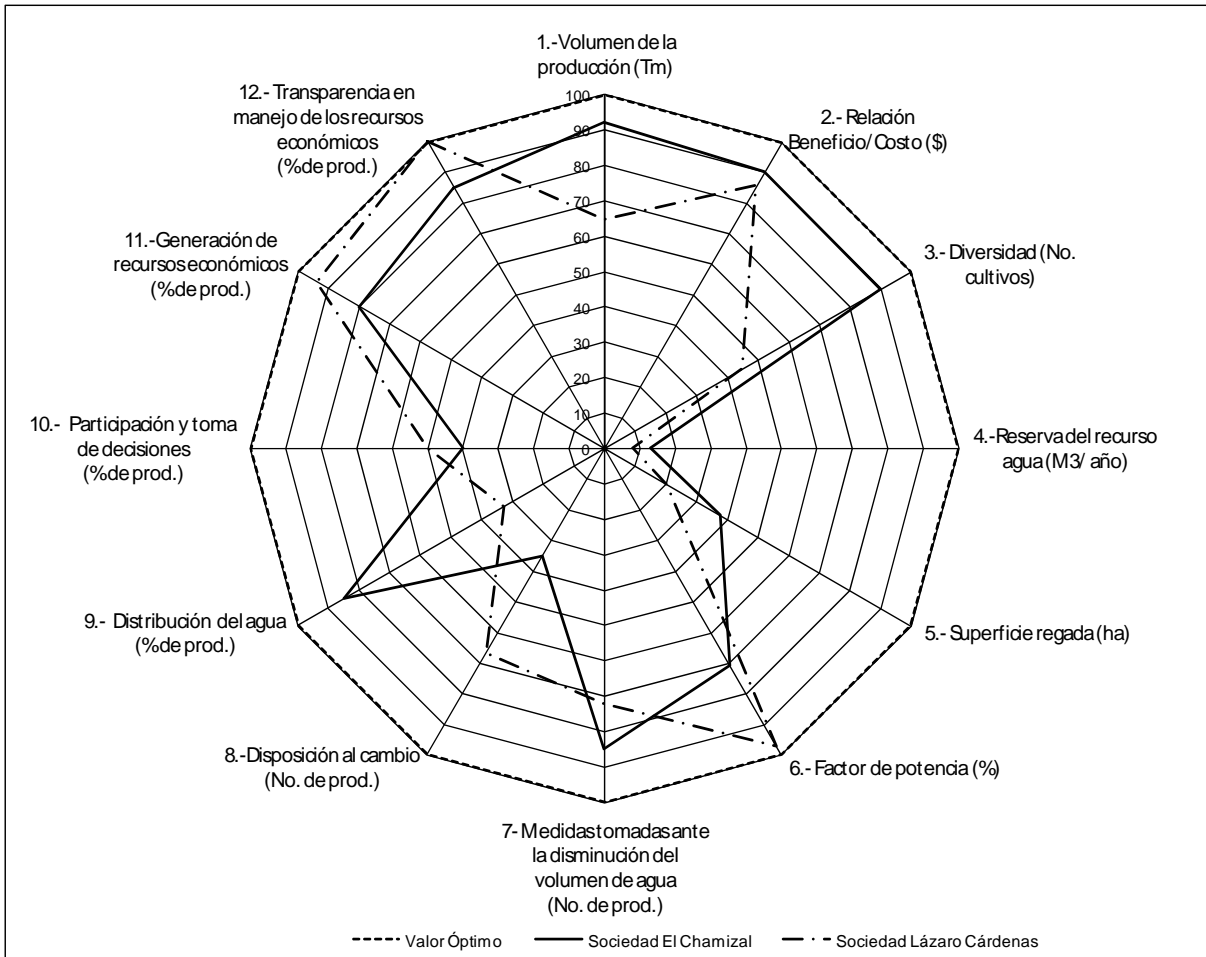 1.-Volumen de la
producción (Tm)
12.- Transparencia en
manejo de los recursos
económicos
(%de prod.)
2.- Relación
Beneficio/Costo ($)
11.-Generación de
recursos económicos
(%de prod.)
3.- Diversidad (No.
cultivos)
10.- Participación y toma
de decisiones
(%de prod.)
4.-Reserva del recurso
agua (M3/ año)
9.- Distribución del agua
(%de prod.)
5.- Superficie regada (ha)
8.-Disposición al cambio
(No. de prod.)
6.- Factor de potencia (%)
7- Medidas tomadas ante
la disminución del
volumen de agua
(No. de prod.)
100
90
80
70
60
50
40
30
20
10
0
Valor Óptimo Sociedad El Chamizal Sociedad Lázaro Cárdenas